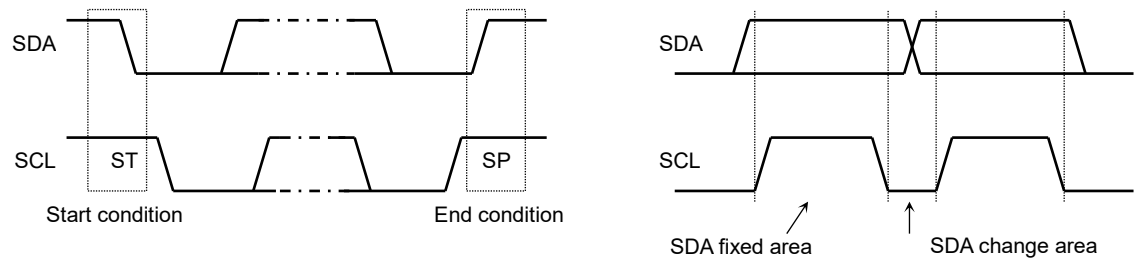 SDA
SCL
ST
SP
Start condition
End condition
SDA
SCL
SDA fixed area
SDA change area